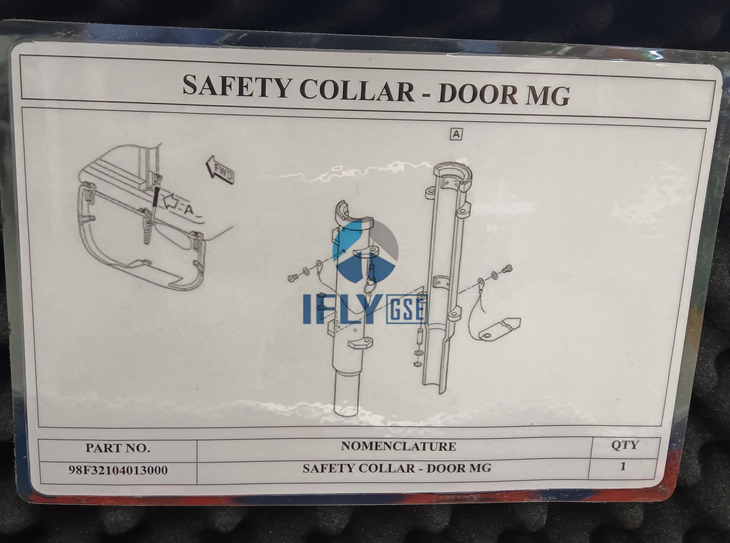 SAFETY COLLAR - DOOR MG
A
FWD
A
IFLY GSE
PART NO. NOMENCLATURE QTY
98F32104013000 SAFETY COLLAR - DOOR MG 1